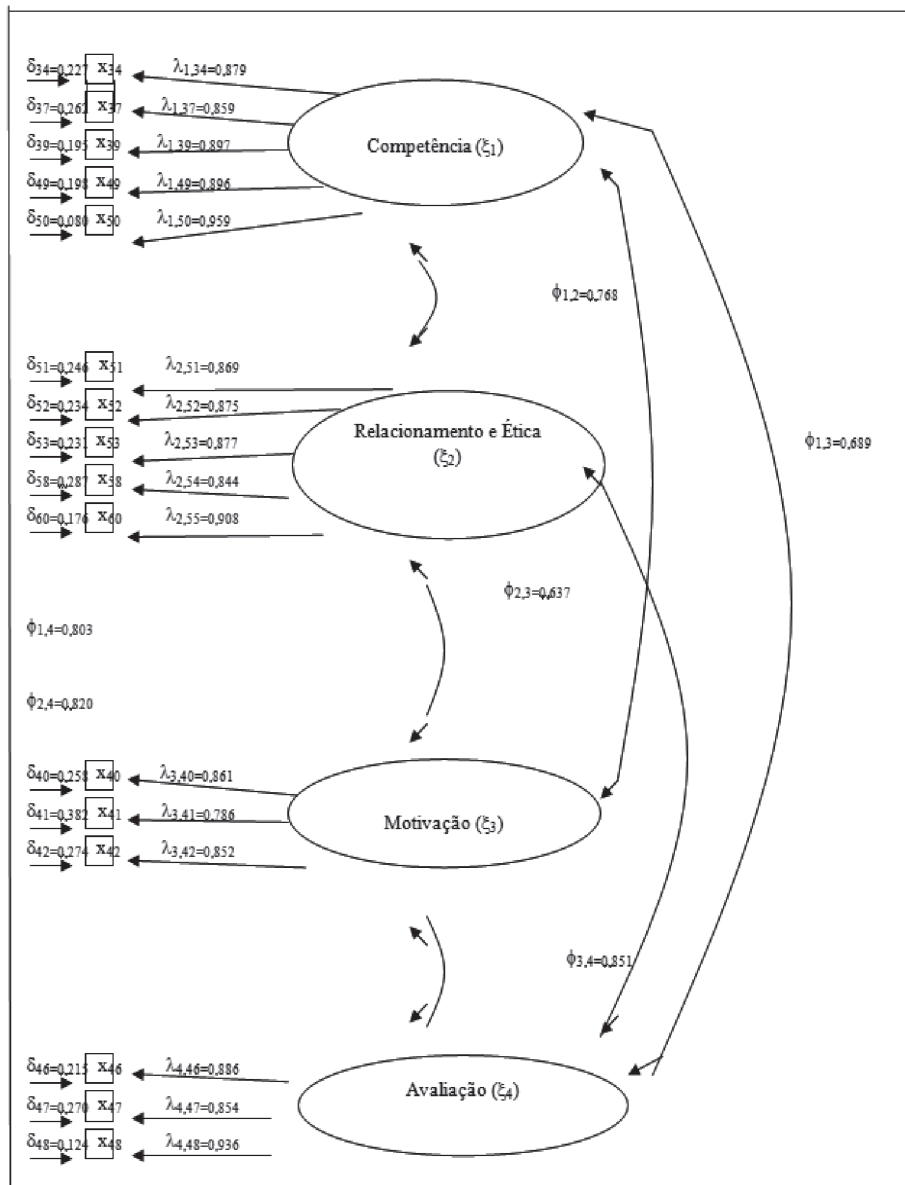 δ34=0,227 x34 λ1,34=0,879
δ37=0,262 x37 λ1,37=0,859
δ39=0,195 x39 λ1,39=0,897
δ49=0,198 x49 λ1,49=0,896
δ50=0,080 x50 λ1,50=0,959
Competência (ξ1)
ϕ1,2=0,768
δ51=0,246 x51 λ2,51=0,869
δ52=0,234 x52 λ2,52=0,875
δ53=0,231 x53 λ2,53=0,877
δ58=0,287 x58 λ2,54=0,844
δ60=0,176 x60 λ2,55=0,908
Relacionamento e Ética
(ξ2)
ϕ1,3=0,689
ϕ2,3=0,637
ϕ1,4=0,803
ϕ2,4=0,820
δ40=0,258 x40 λ3,40=0,861
δ41=0,382 x41 λ3,41=0,786
δ42=0,274 x42 λ3,42=0,852
Motivação (ξ3)
ϕ3,4=0,851
δ46=0,215 x46 λ4,46=0,886
δ47=0,270 x47 λ4,47=0,854
δ48=0,124 x48 λ4,48=0,936
Avaliação (ξ4)